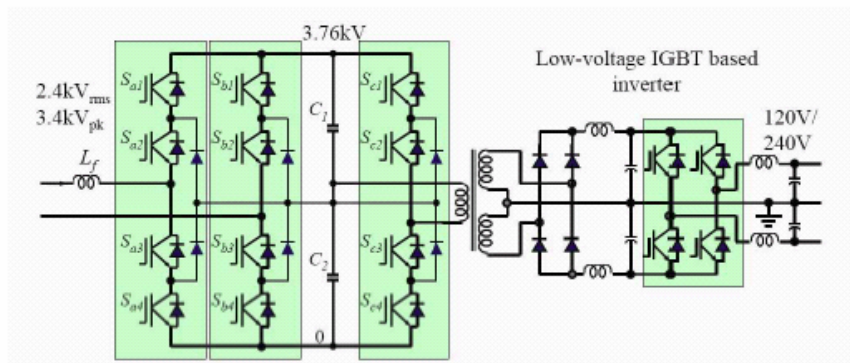 3.76kV
Low-voltage IGBT based
inverter
2.4kVrms
3.4kVpk
Lf
Sa1
Sb1
Sc1
C1
Sa2
Sb2
Sc2
120V/
240V
Sa3
Sb3
Sc3
C2
Sa4
Sb4
Sc4
0